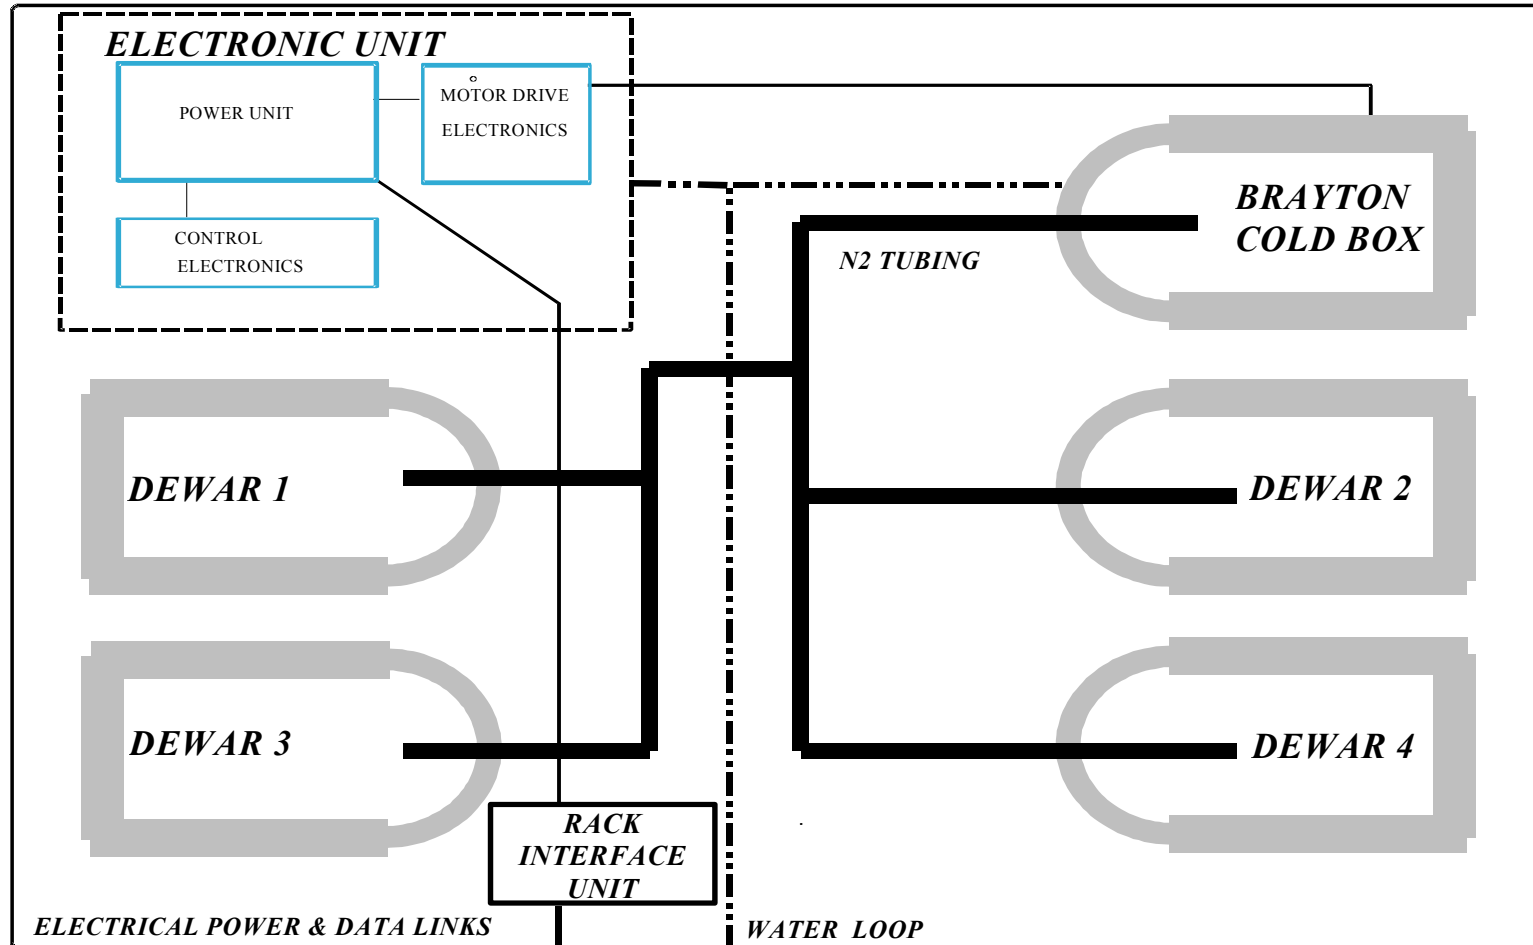 ELECTRONIC UNIT
POWER UNIT
MOTOR DRIVE
ELECTRONICS
CONTROL
ELECTRONICS
BRAYTON
COLD BOX
N2 TUBING
DEWAR 1
DEWAR 2
DEWAR 3
DEWAR 4
RACK
INTERFACE
UNIT
ELECTRICAL POWER & DATA LINKS
WATER LOOP